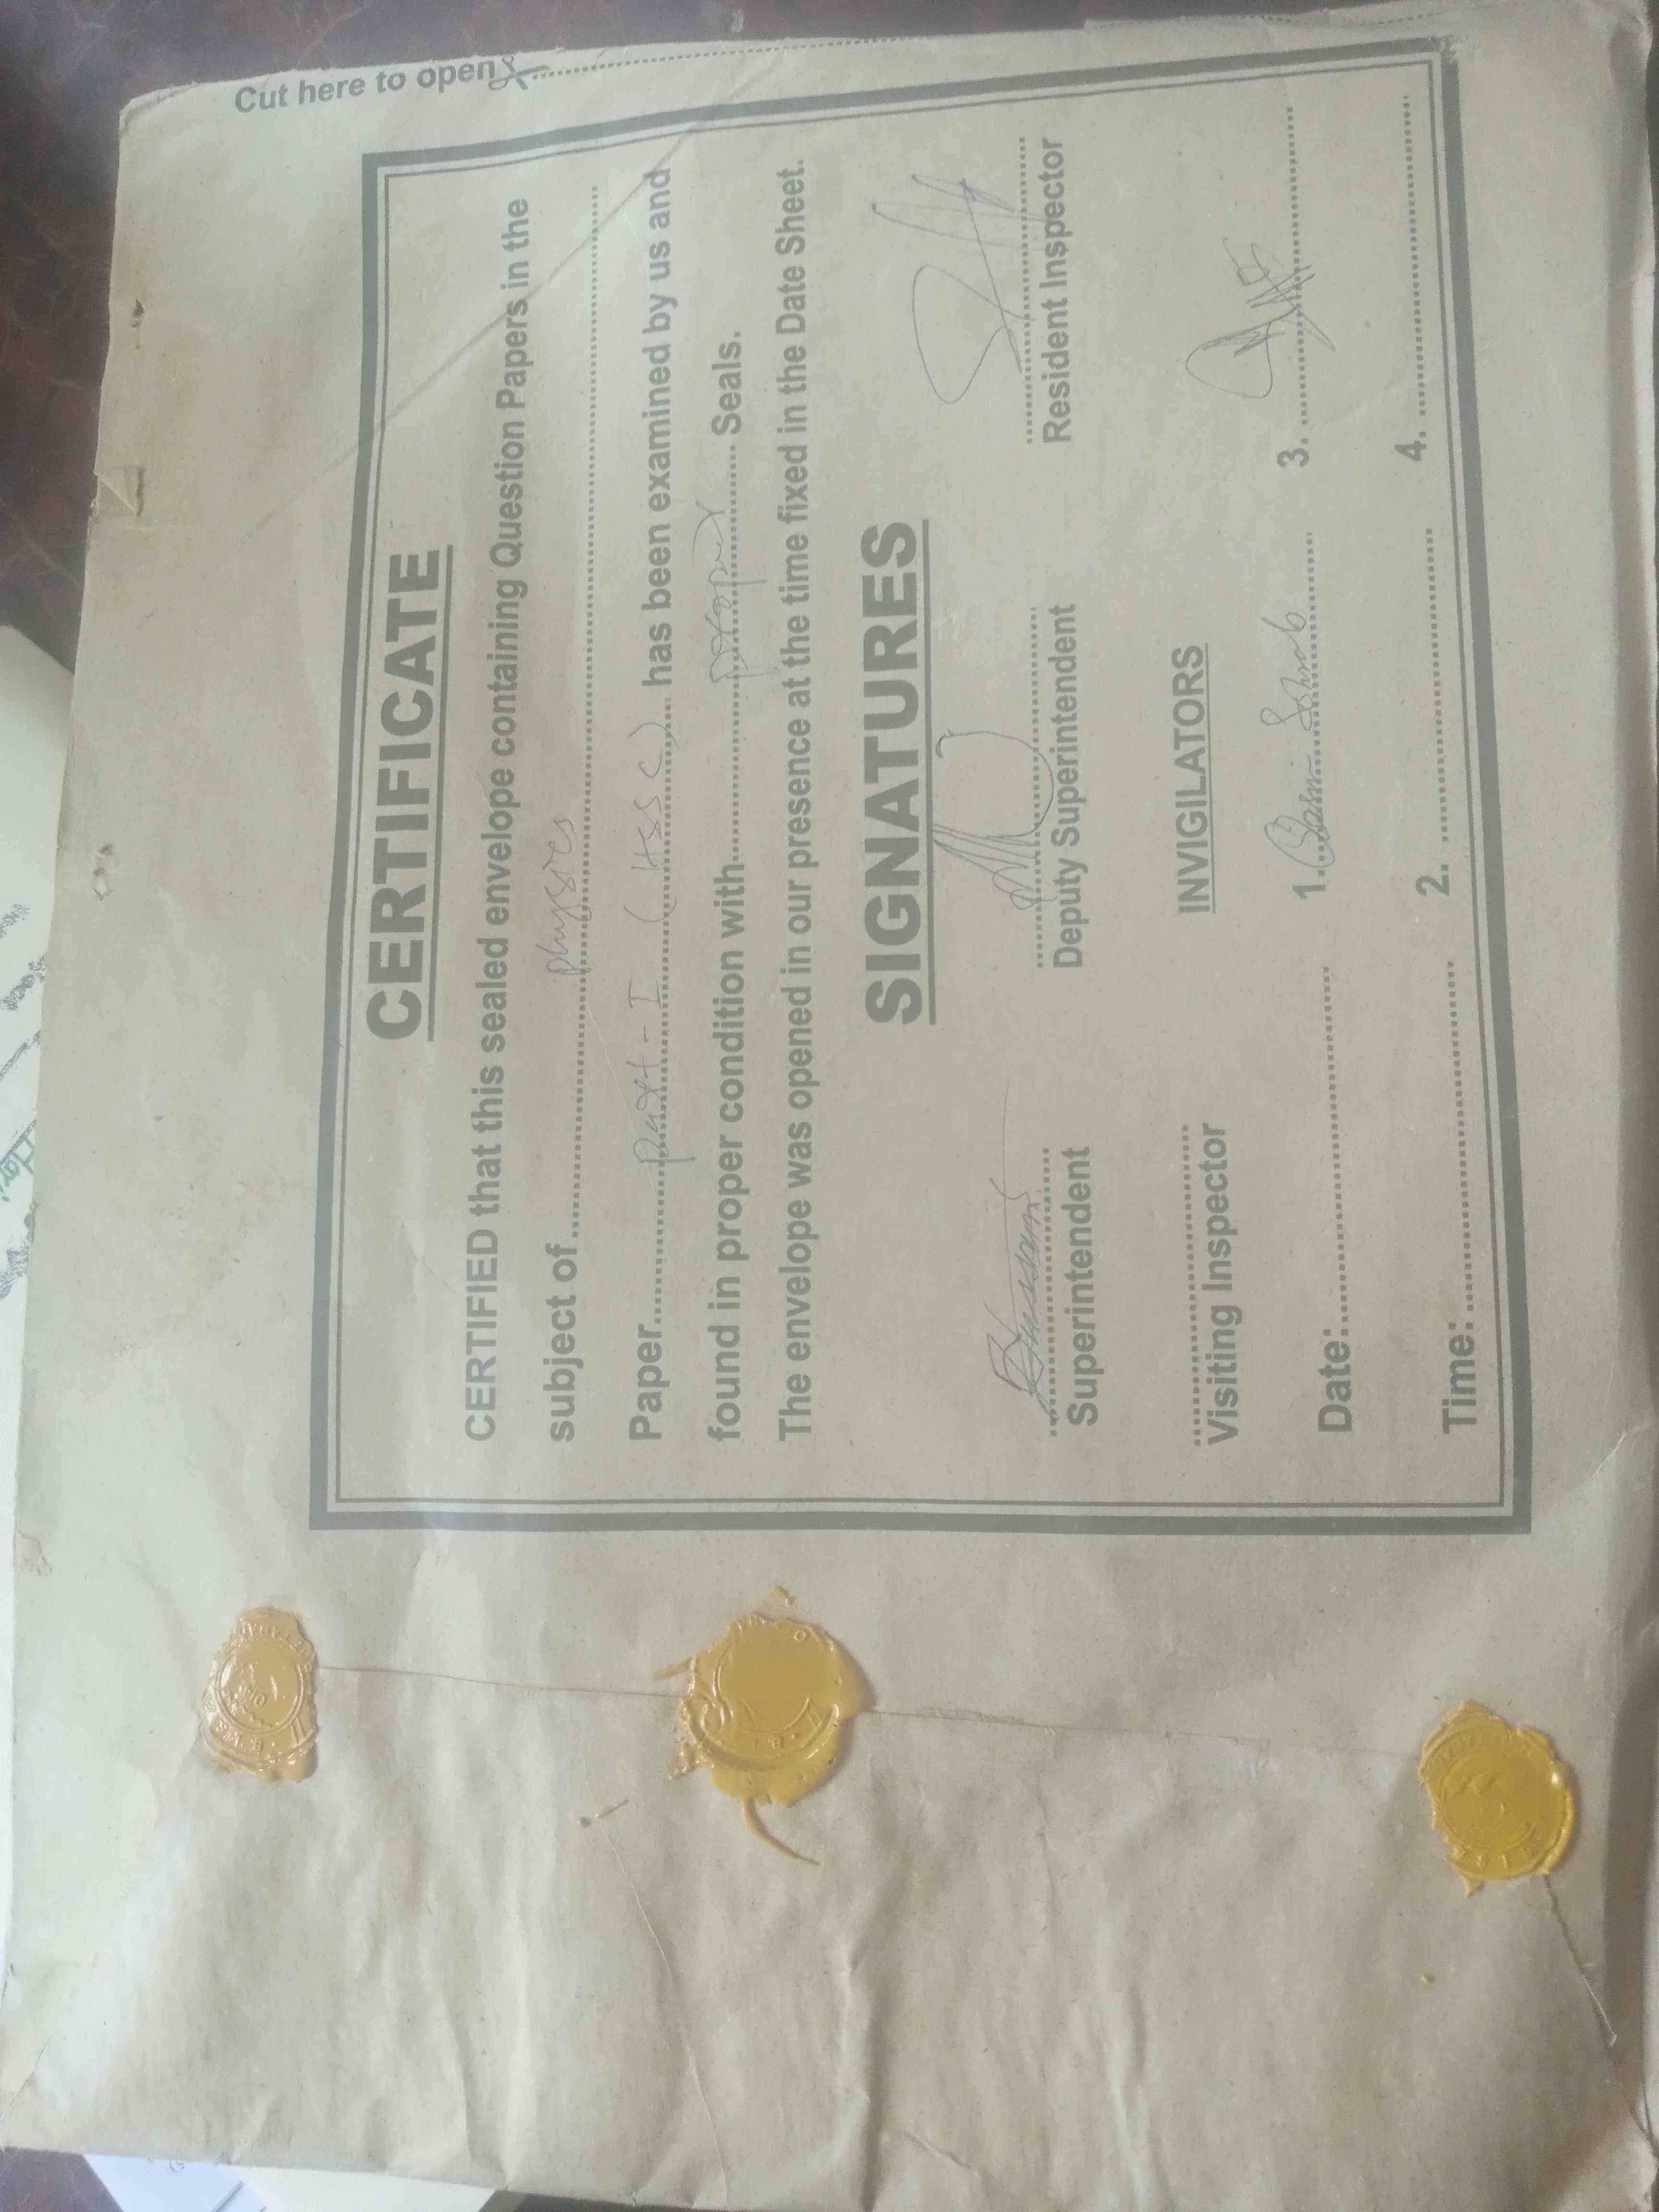 Cut here to open
CERTIFICATE
CERTIFIED that this sealed envelope containing Question Papers in the
subject of physics
Paper part-I (HSSC) has been examined by us and
found in proper condition with proper Seals.
The envelope was opened in our presence at the time fixed in the Date Sheet.
SIGNATURES
Superintendent Deputy Superintendent Resident Inspector
INVIGILATORS
Visiting Inspector
1. 3.
Date:
2. 4.
Time: